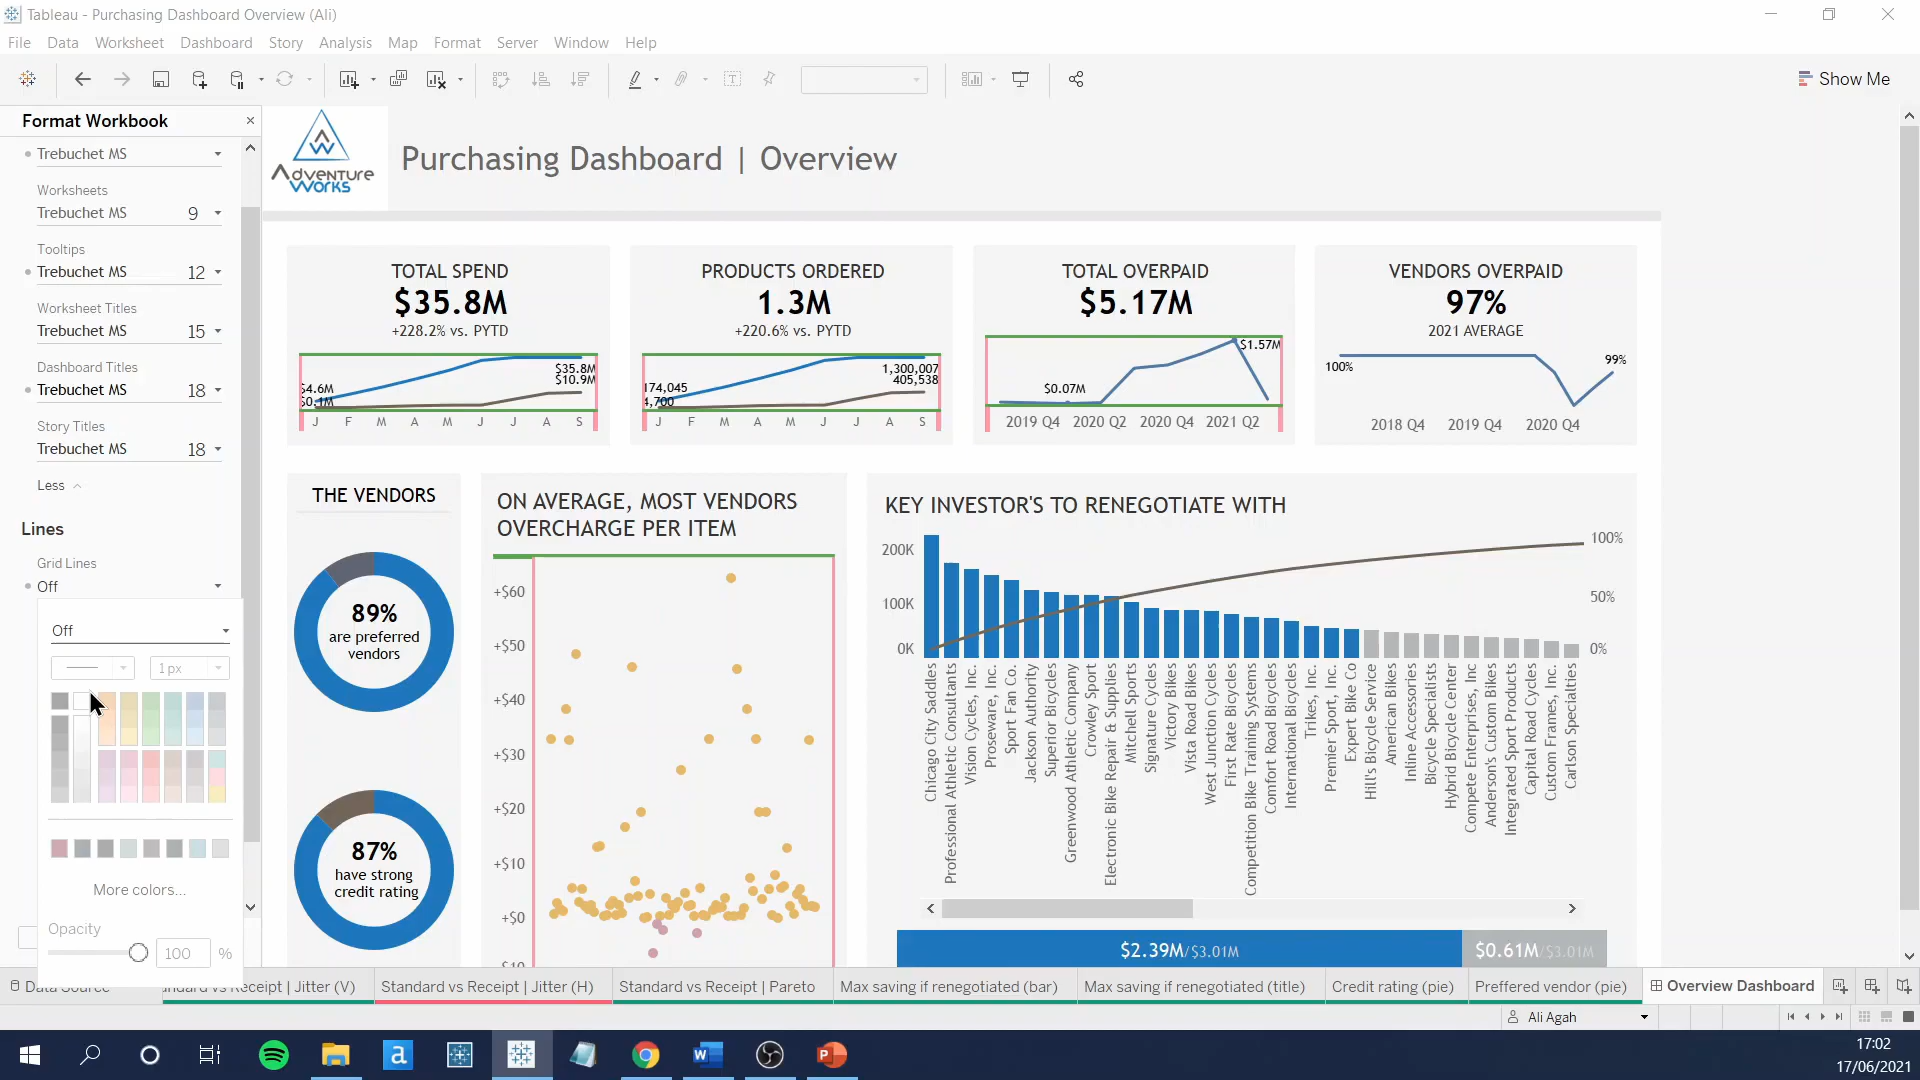 Tableau - Purchasing Dashboard Overview (Ali)
File Data Worksheet Dashboard Story Analysis Map Format Server Window Help
Show Me
Format Workbook
Trebuchet MS
Worksheets
Trebuchet MS 9
Tooltips
Trebuchet MS 12
Worksheet Titles
Trebuchet MS 15
Dashboard Titles
Trebuchet MS 18
Story Titles
Trebuchet MS 18
Less
Lines
Grid Lines
Off
Off
1 px
More colors...
Opacity
100 %
Adventure
Works
Purchasing Dashboard | Overview
TOTAL SPEND
$35.8M
+228.2% vs. PYTD
$35.8M
$10.9M
$4.6M
$0.1M
J F M A M J J A S
PRODUCTS ORDERED
1.3M
+220.6% vs. PYTD
1,300,007
405,538
174,045
4,700
J F M A M J J A S
TOTAL OVERPAID
$5.17M
$1.57M
$0.07M
2019 Q4 2020 Q2 2020 Q4 2021 Q2
VENDORS OVERPAID
97%
2021 AVERAGE
100%
99%
2018 Q4 2019 Q4 2020 Q4
THE VENDORS
89%
are preferred
vendors
87%
have strong
credit rating
ON AVERAGE, MOST VENDORS
OVERCHARGE PER ITEM
+$60
+$50
+$40
+$30
+$20
+$10
+$0
KEY INVESTOR'S TO RENEGOTIATE WITH
200K
100K
0K
100%
50%
0%
Chicago City Saddles
Professional Athletic Consultants
Vision Cycles, Inc.
Proseware, Inc.
Sport Fan Co.
Jackson Authority
Superior Bicycles
Greenwood Athletic Company
Crowley Sport
Electronic Bike Repair & Supplies
Mitchell Sports
Signature Cycles
Victory Bikes
Vista Road Bikes
West Junction Cycles
First Rate Bicycles
Competition Bike Training Systems
Comfort Road Bicycles
International Bicycles
Trikes, Inc.
Premier Sport, Inc.
Expert Bike Co
Hill's Bicycle Service
American Bikes
Inline Accessories
Bicycle Specialists
Hybrid Bicycle Center
Compete Enterprises, Inc
Anderson's Custom Bikes
Integrated Sport Products
Capital Road Cycles
Custom Frames, Inc.
Carlson Specialties
$2.39M/$3.01M $0.61M/$3.01M
Data Source Standard vs Receipt | Jitter (V) Standard vs Receipt | Jitter (H) Standard vs Receipt | Pareto Max saving if renegotiated (bar) Max saving if renegotiated (title) Credit rating (pie) Preffered vendor (pie) Overview Dashboard
Ali Agah
17:02
17/06/2021